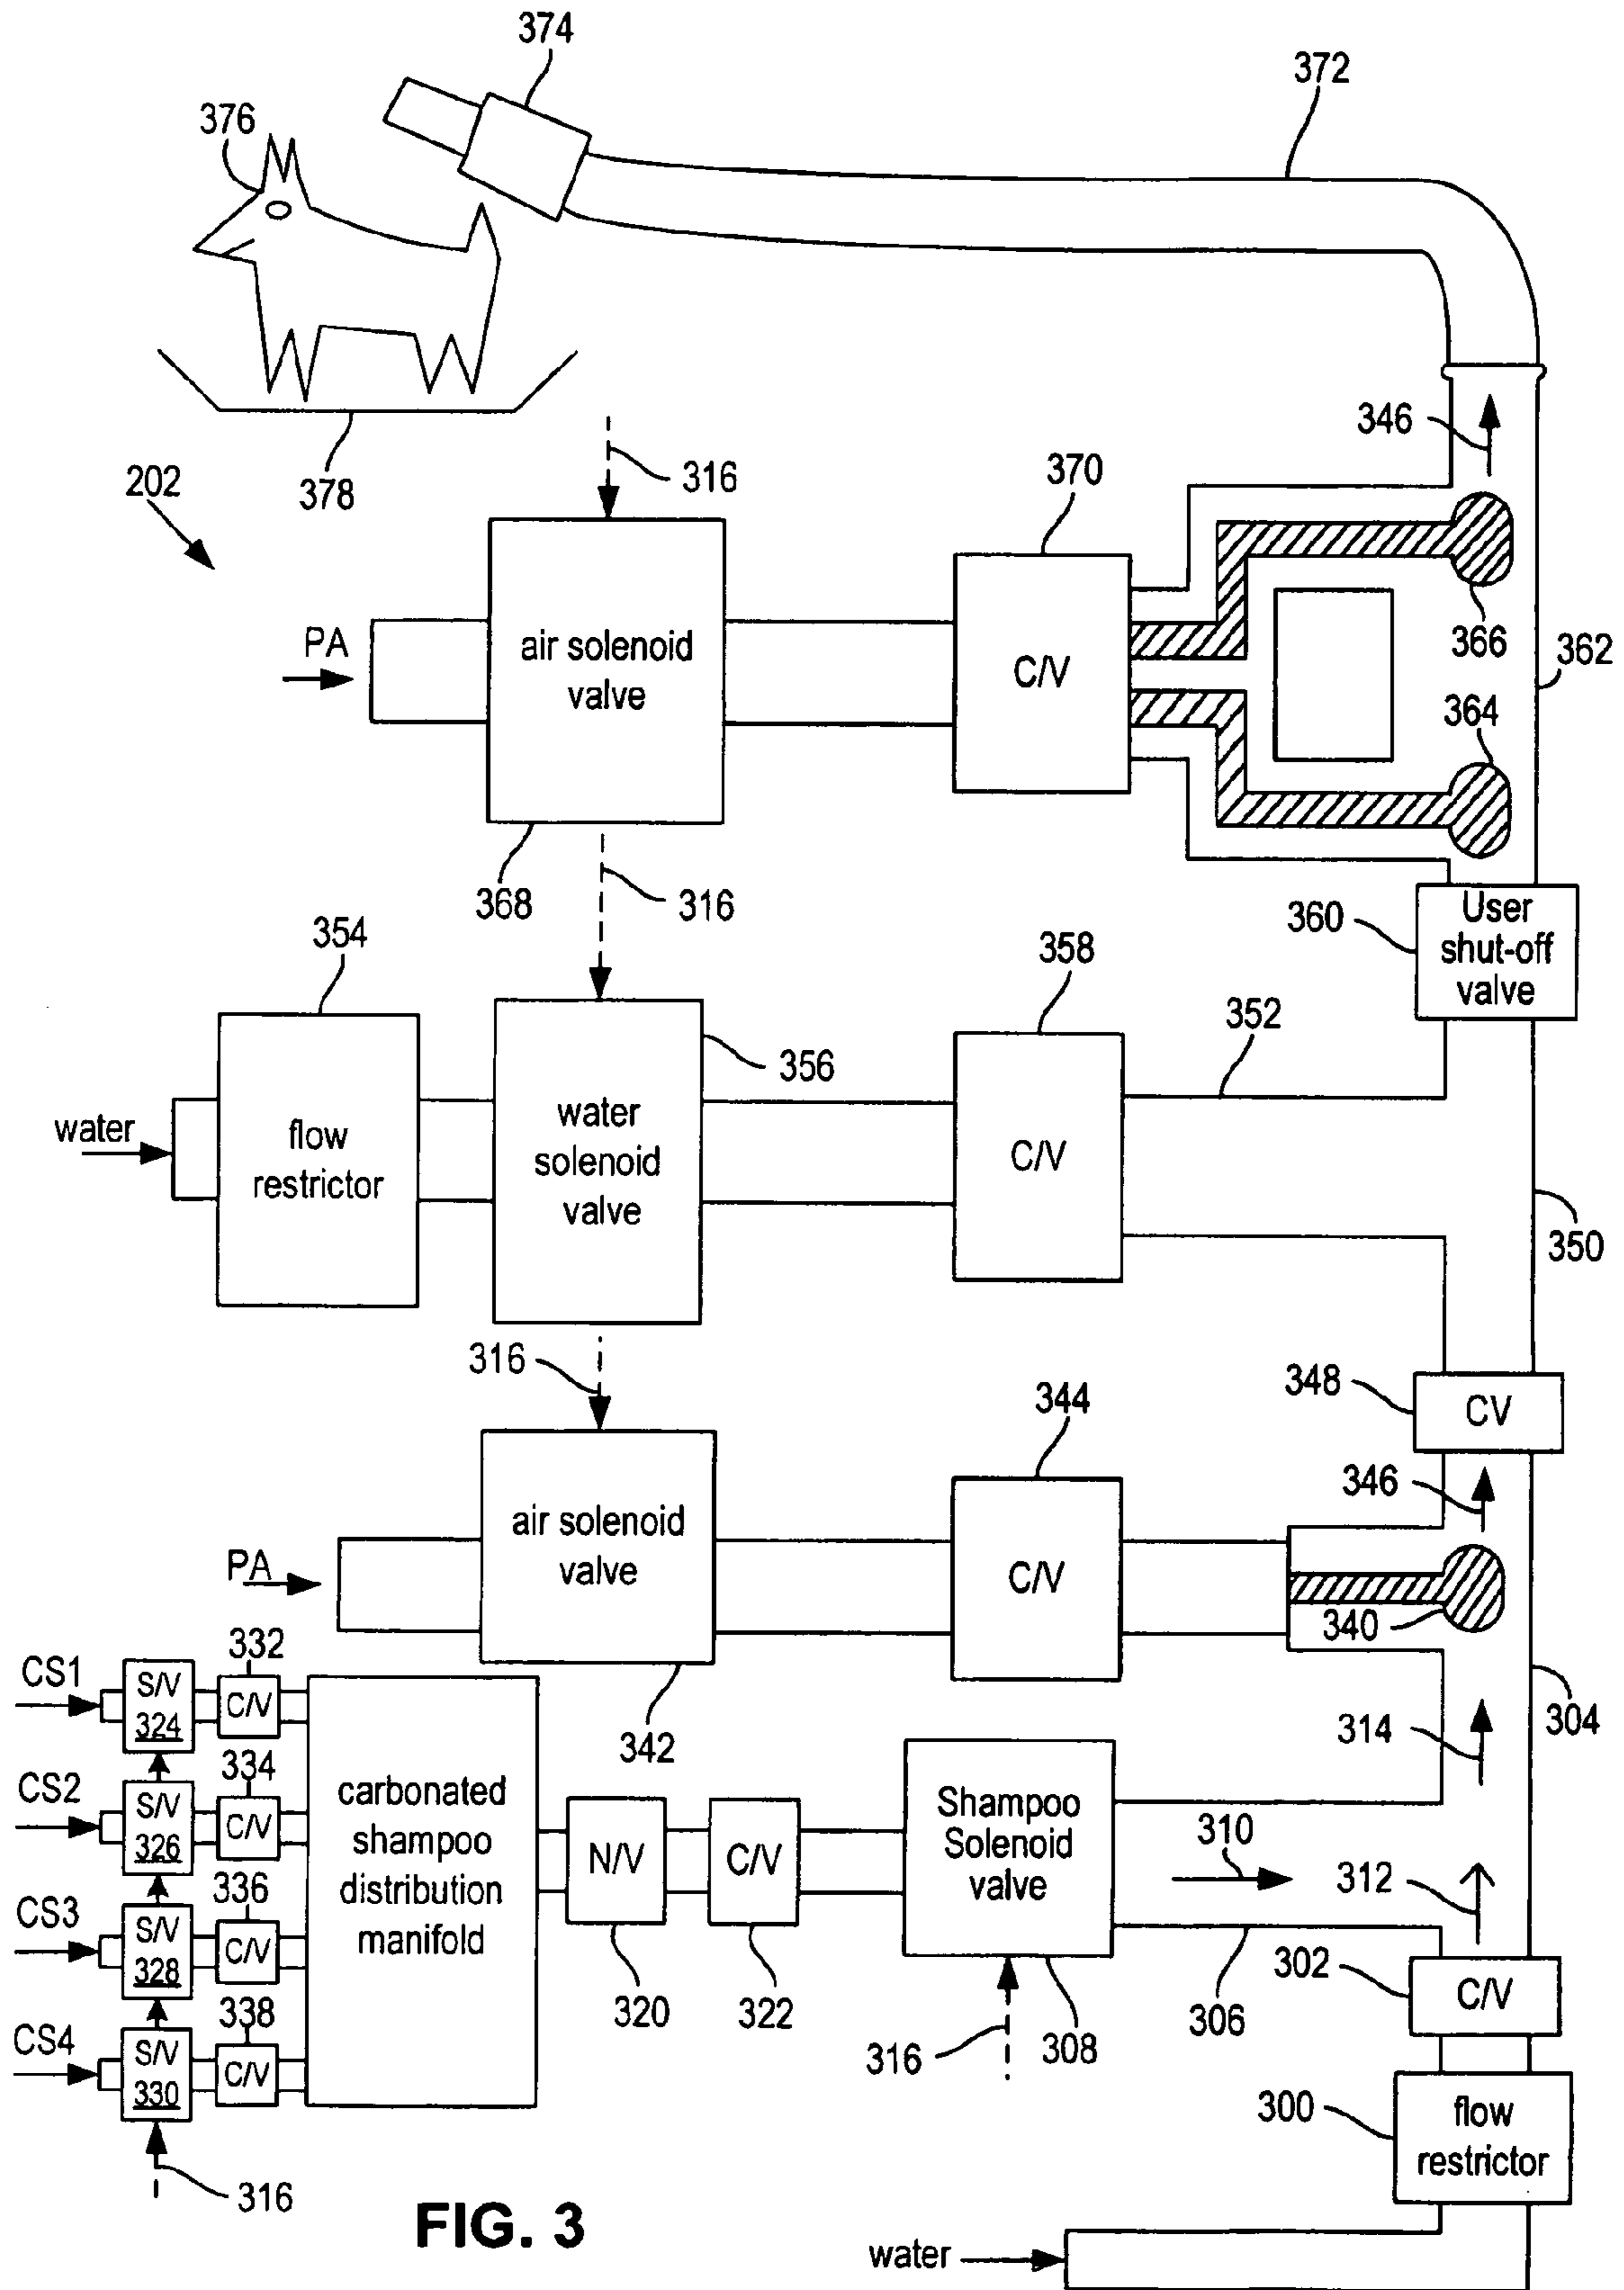 374
372
376
378
202
316
346
370
PA
air solenoid
valve
C/V
366
362
364
368
316
360
User
shut-off
valve
354
358
352
356
water
flow
restrictor
water
solenoid
valve
C/V
350
316
348
CV
344
346
PA
air solenoid
valve
C/V
340
342
304
314
CS1
S/V
324
332
C/V
CS2
S/V
326
334
C/V
CS3
S/V
328
336
C/V
CS4
S/V
330
338
C/V
316
carbonated
shampoo
distribution
manifold
N/V
320
C/V
322
Shampoo
Solenoid
valve
310
312
306
308
316
302
C/V
300
flow
restrictor
water
FIG. 3